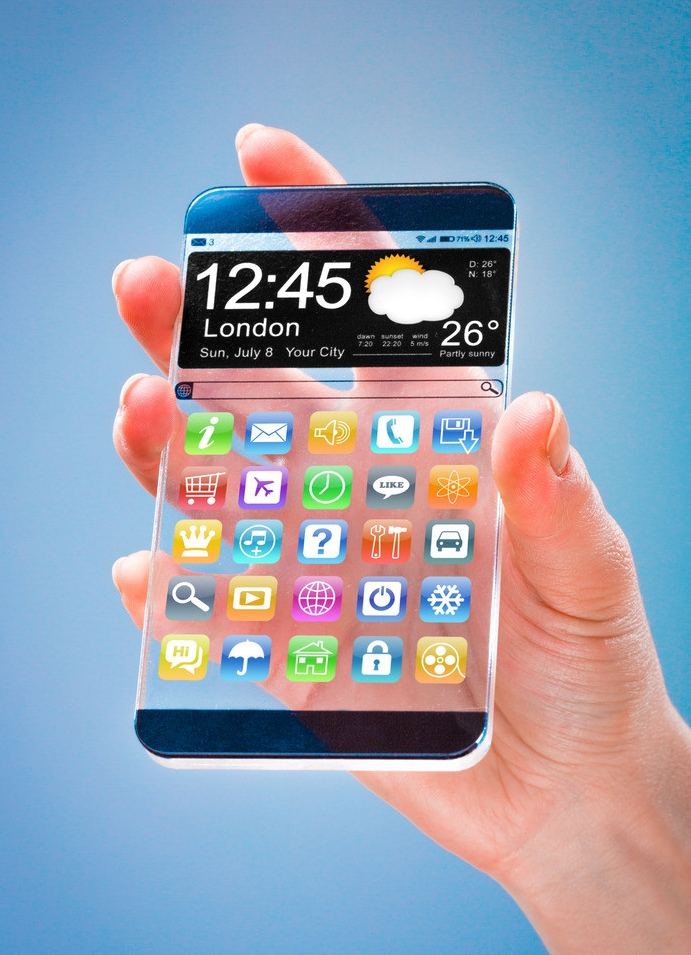 3 71% 12:45
12:45
D: 26°
N: 18°
London
dawn sunset wind
7:20 22:20 5 m/s
26°
Sun, July 8 Your City
Partly sunny
i
LIKE
?
Hi